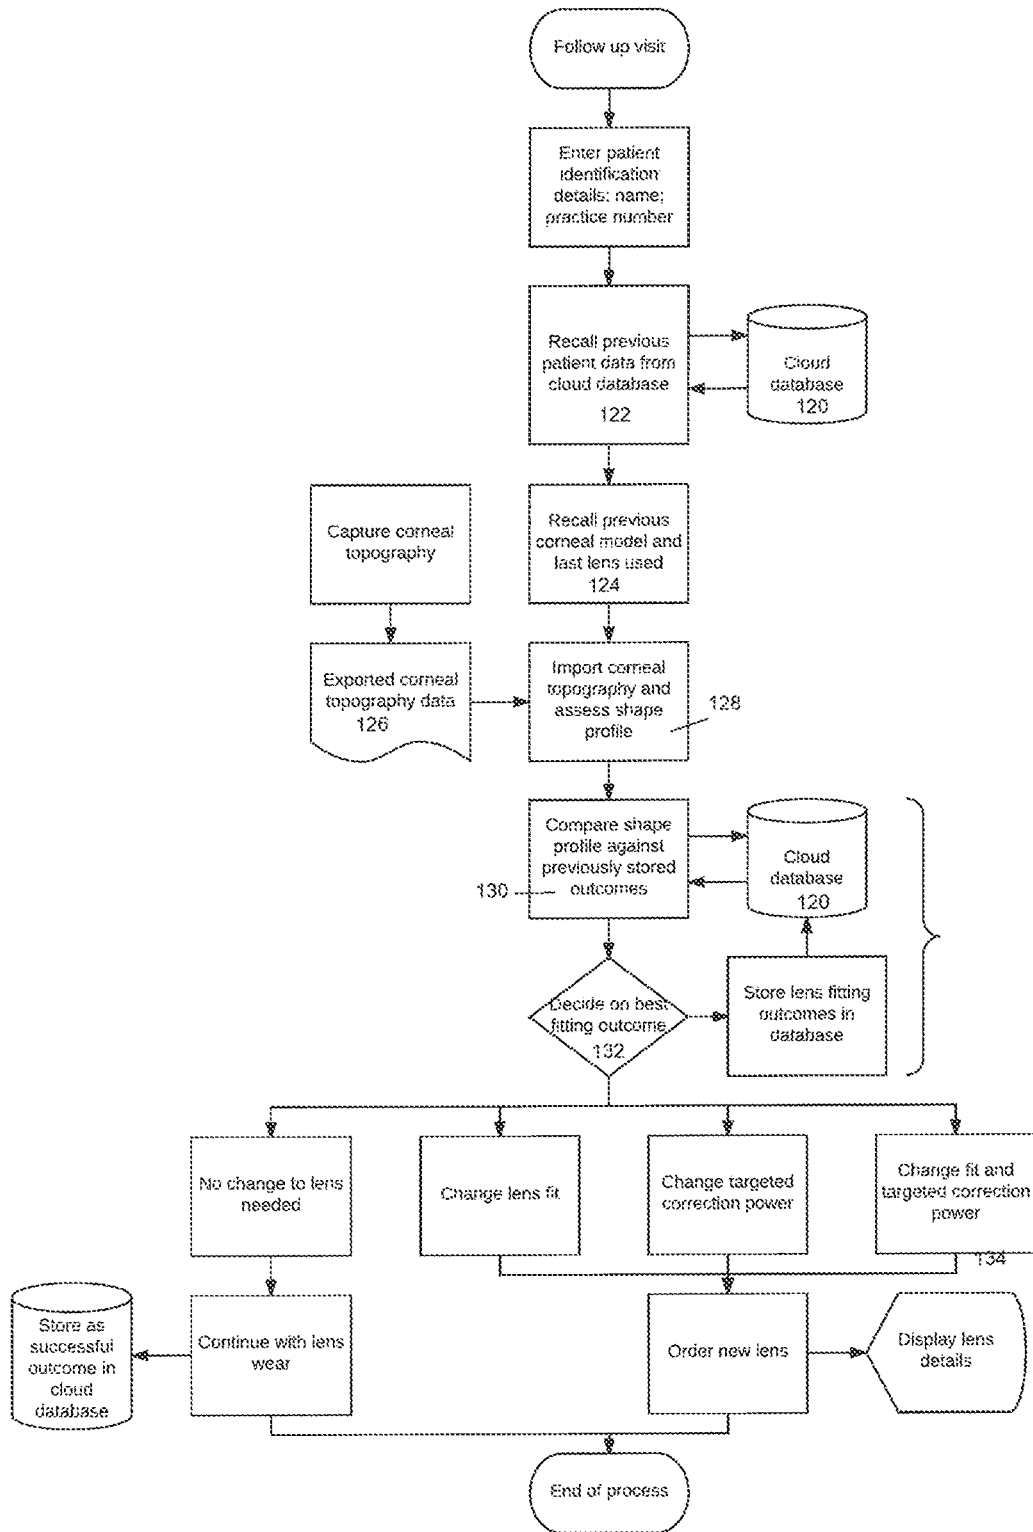 Follow up visit
Enter patient
identification
details: name;
practice number
Recall previous
patient data from
cloud database
122
Cloud
database
120
Capture corneal
topography
Recall previous
corneal model and
last lens used
124
Exported corneal
topography data
126
Import corneal
topography and
assess shape
profile
128
Compare shape
profile against
previously stored
outcomes
130
Cloud
database
120
Decide on best
fitting outcome
132
Store lens fitting
outcomes in
database
No change to lens
needed
Change lens fit
Change targeted
correction power
Change fit and
targeted correction
power
134
Store as
successful
outcome in
cloud
database
Continue with lens
wear
Order new lens
Display lens
details
End of process